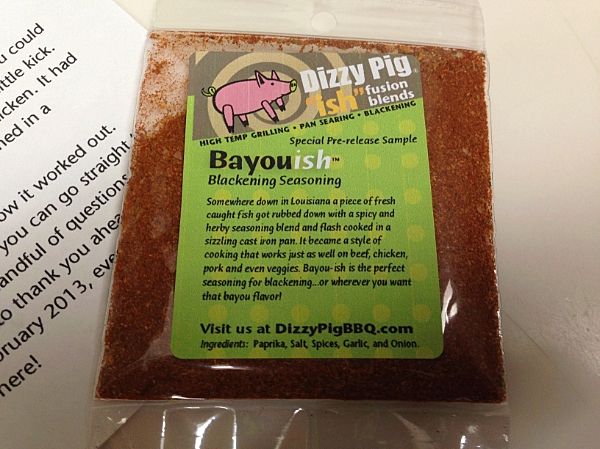 u could
ittle kick.
icken. It had
ned in a
ow it worked out.
you can go straight
andful of questions
to thank you ahea
bruary 2013, eve
here!
Dizzy Pig
"ish" fusion
blends
HIGH TEMP GRILLING • PAN SEARING • BLACKENING
Special Pre-release Sample
Bayouish™
Blackening Seasoning
Somewhere down in Louisiana a piece of fresh
caught fish got rubbed down with a spicy and
herby seasoning blend and flash cooked in a
sizzling cast iron pan. It became a style of
cooking that works just as well on beef, chicken,
pork and even veggies. Bayou-ish is the perfect
seasoning for blackening...or wherever you want
that bayou flavor!
Visit us at DizzyPigBBQ.com
Ingredients: Paprika, Salt, Spices, Garlic, and Onion.